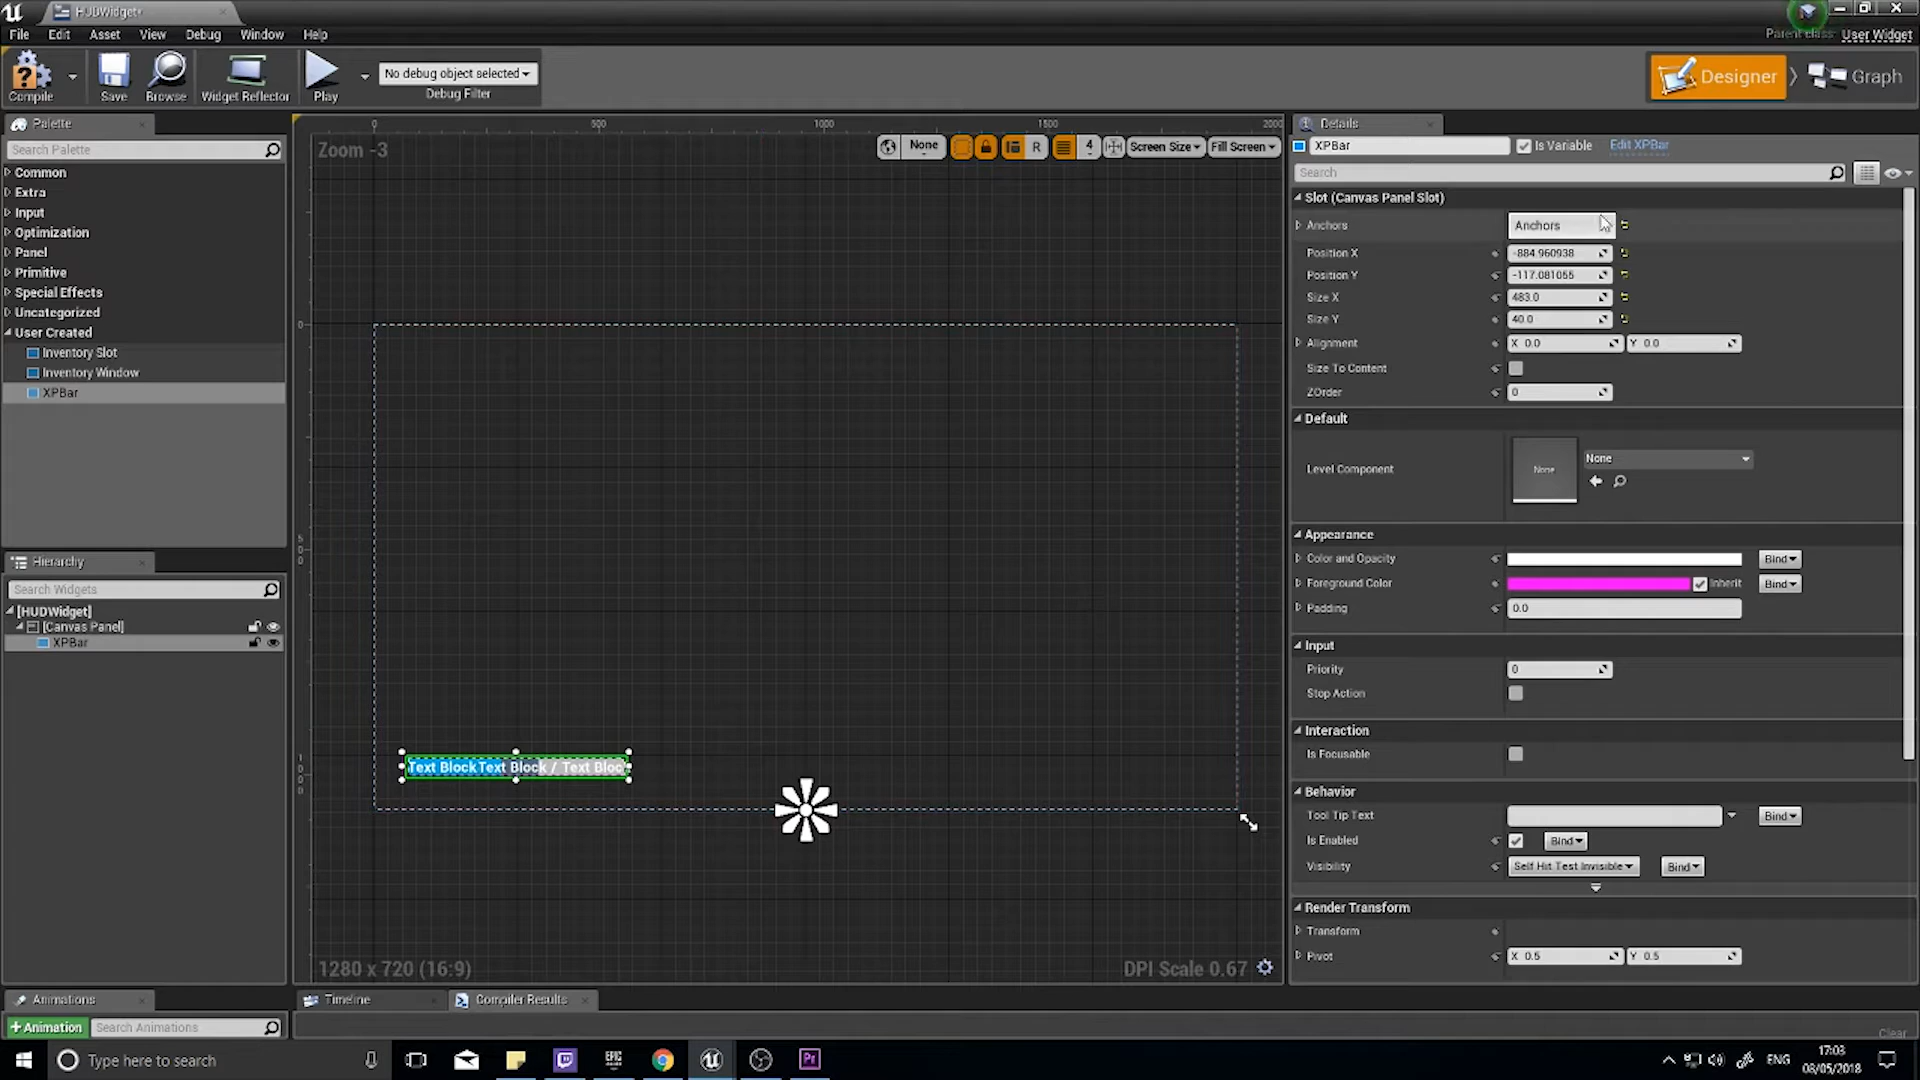 HUDWidget*
File Edit Asset View Debug Window Help
Parent class: User Widget
Compile Save Browse Widget Reflector Play
No debug object selected
Debug Filter
Designer
Graph
Palette
Search Palette
Common
Extra
Input
Optimization
Panel
Primitive
Special Effects
Uncategorized
User Created
Inventory Slot
Inventory Window
XPBar
Hierarchy
Search Widgets
[HUDWidget]
[Canvas Panel]
XPBar
Animations
+Animation
Search Animations
0 500 1000 1500 2000
Zoom -3
None R 4 Screen Size Fill Screen
0
500
1000
Text BlockText Block / Text Bloc
1280 x 720 (16:9)
DPI Scale 0.67
Timeline
Compiler Results
Clear
Details
XPBar
Is Variable
Edit XPBar
Search
Slot (Canvas Panel Slot)
Anchors Anchors
Position X -884.960938
Position Y -117.081055
Size X 483.0
Size Y 40.0
Alignment X 0.0 Y 0.0
Size To Content
ZOrder 0
Default
Level Component None None
Appearance
Color and Opacity Bind
Foreground Color Inherit Bind
Padding 0.0
Input
Priority 0
Stop Action
Interaction
Is Focusable
Behavior
Tool Tip Text Bind
Is Enabled Bind
Visibility Self Hit Test Invisible Bind
Render Transform
Transform
Pivot X 0.5 Y 0.5
Type here to search
EPIC
GAMES
Pr
ENG
17:03
08/05/2018